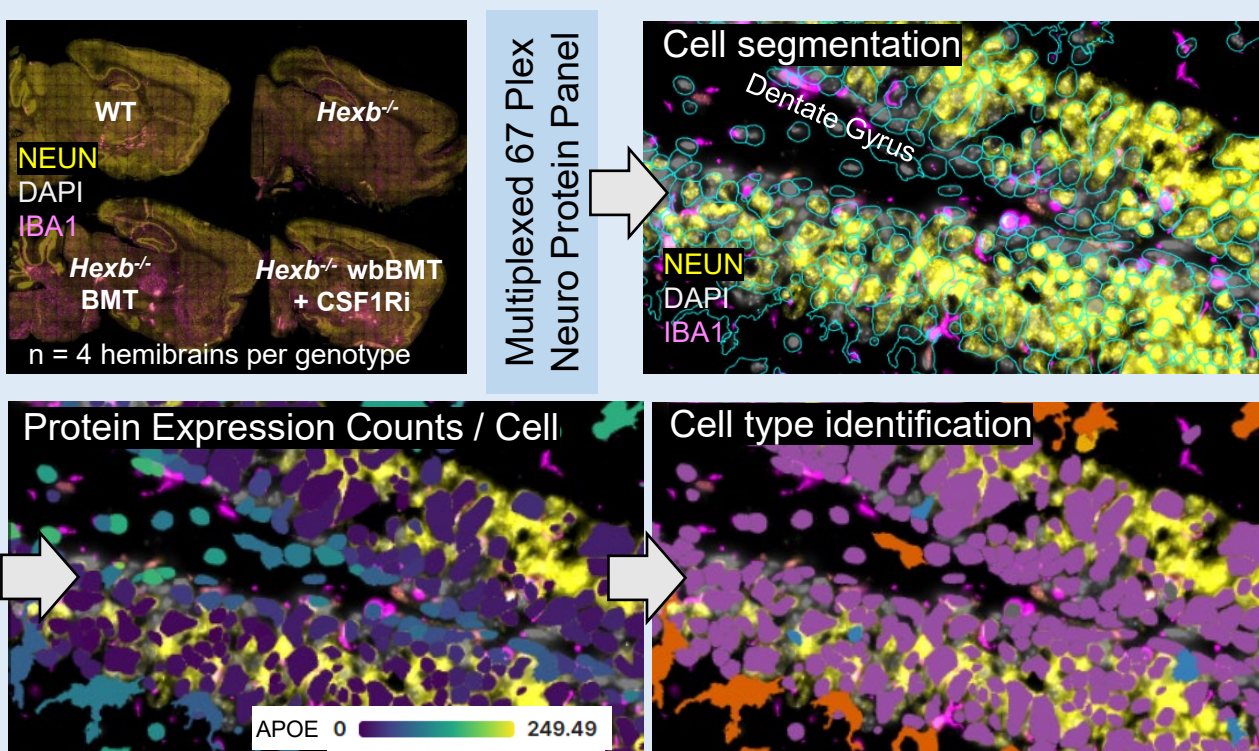 WT
Hexb-/-
NEUN
DAPI
IBA1
Hexb-/-
BMT
Hexb-/- wbBMT
+ CSF1Ri
n = 4 hemibrains per genotype
Multiplexed 67 Plex
Neuro Protein Panel
Cell segmentation
Dentate Gyrus
NEUN
DAPI
IBA1
Protein Expression Counts / Cell
APOE 0 249.49
Cell type identification